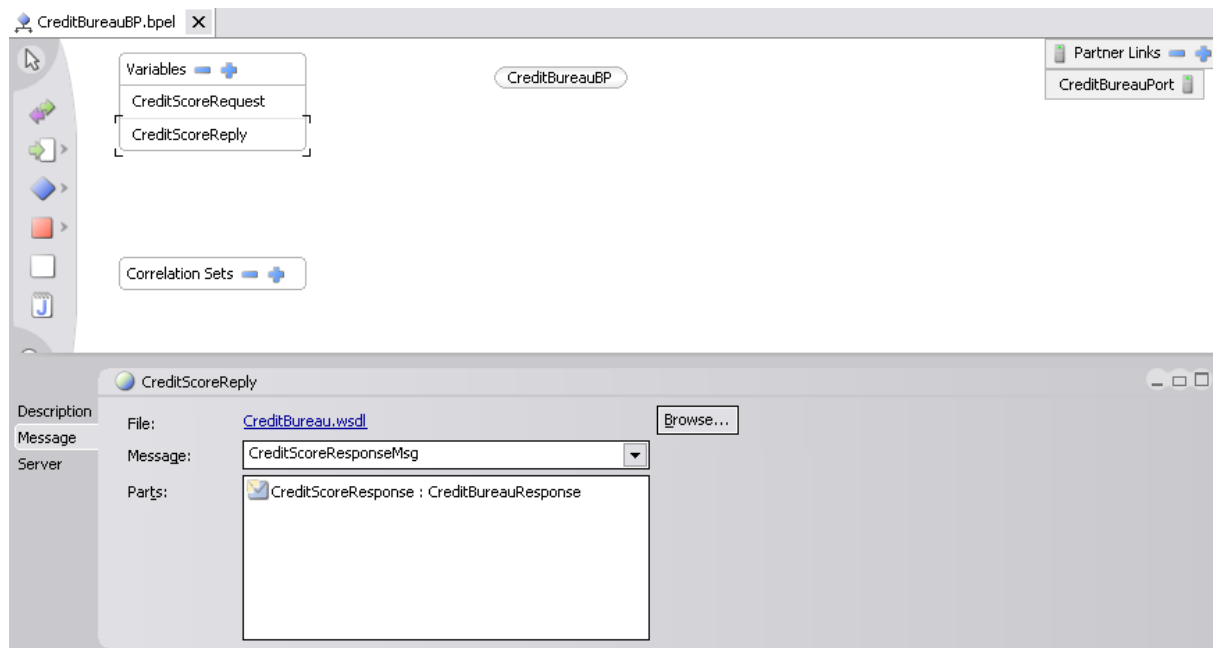 CreditBureauBP.bpel
Variables
CreditScoreRequest
CreditScoreReply
Correlation Sets
CreditBureauBP
Partner Links
CreditBureauPort
J
CreditScoreReply
Description
Message
Server
File: CreditBureau.wsdl Browse...
Message: CreditScoreResponseMsg
Parts: CreditScoreResponse : CreditBureauResponse